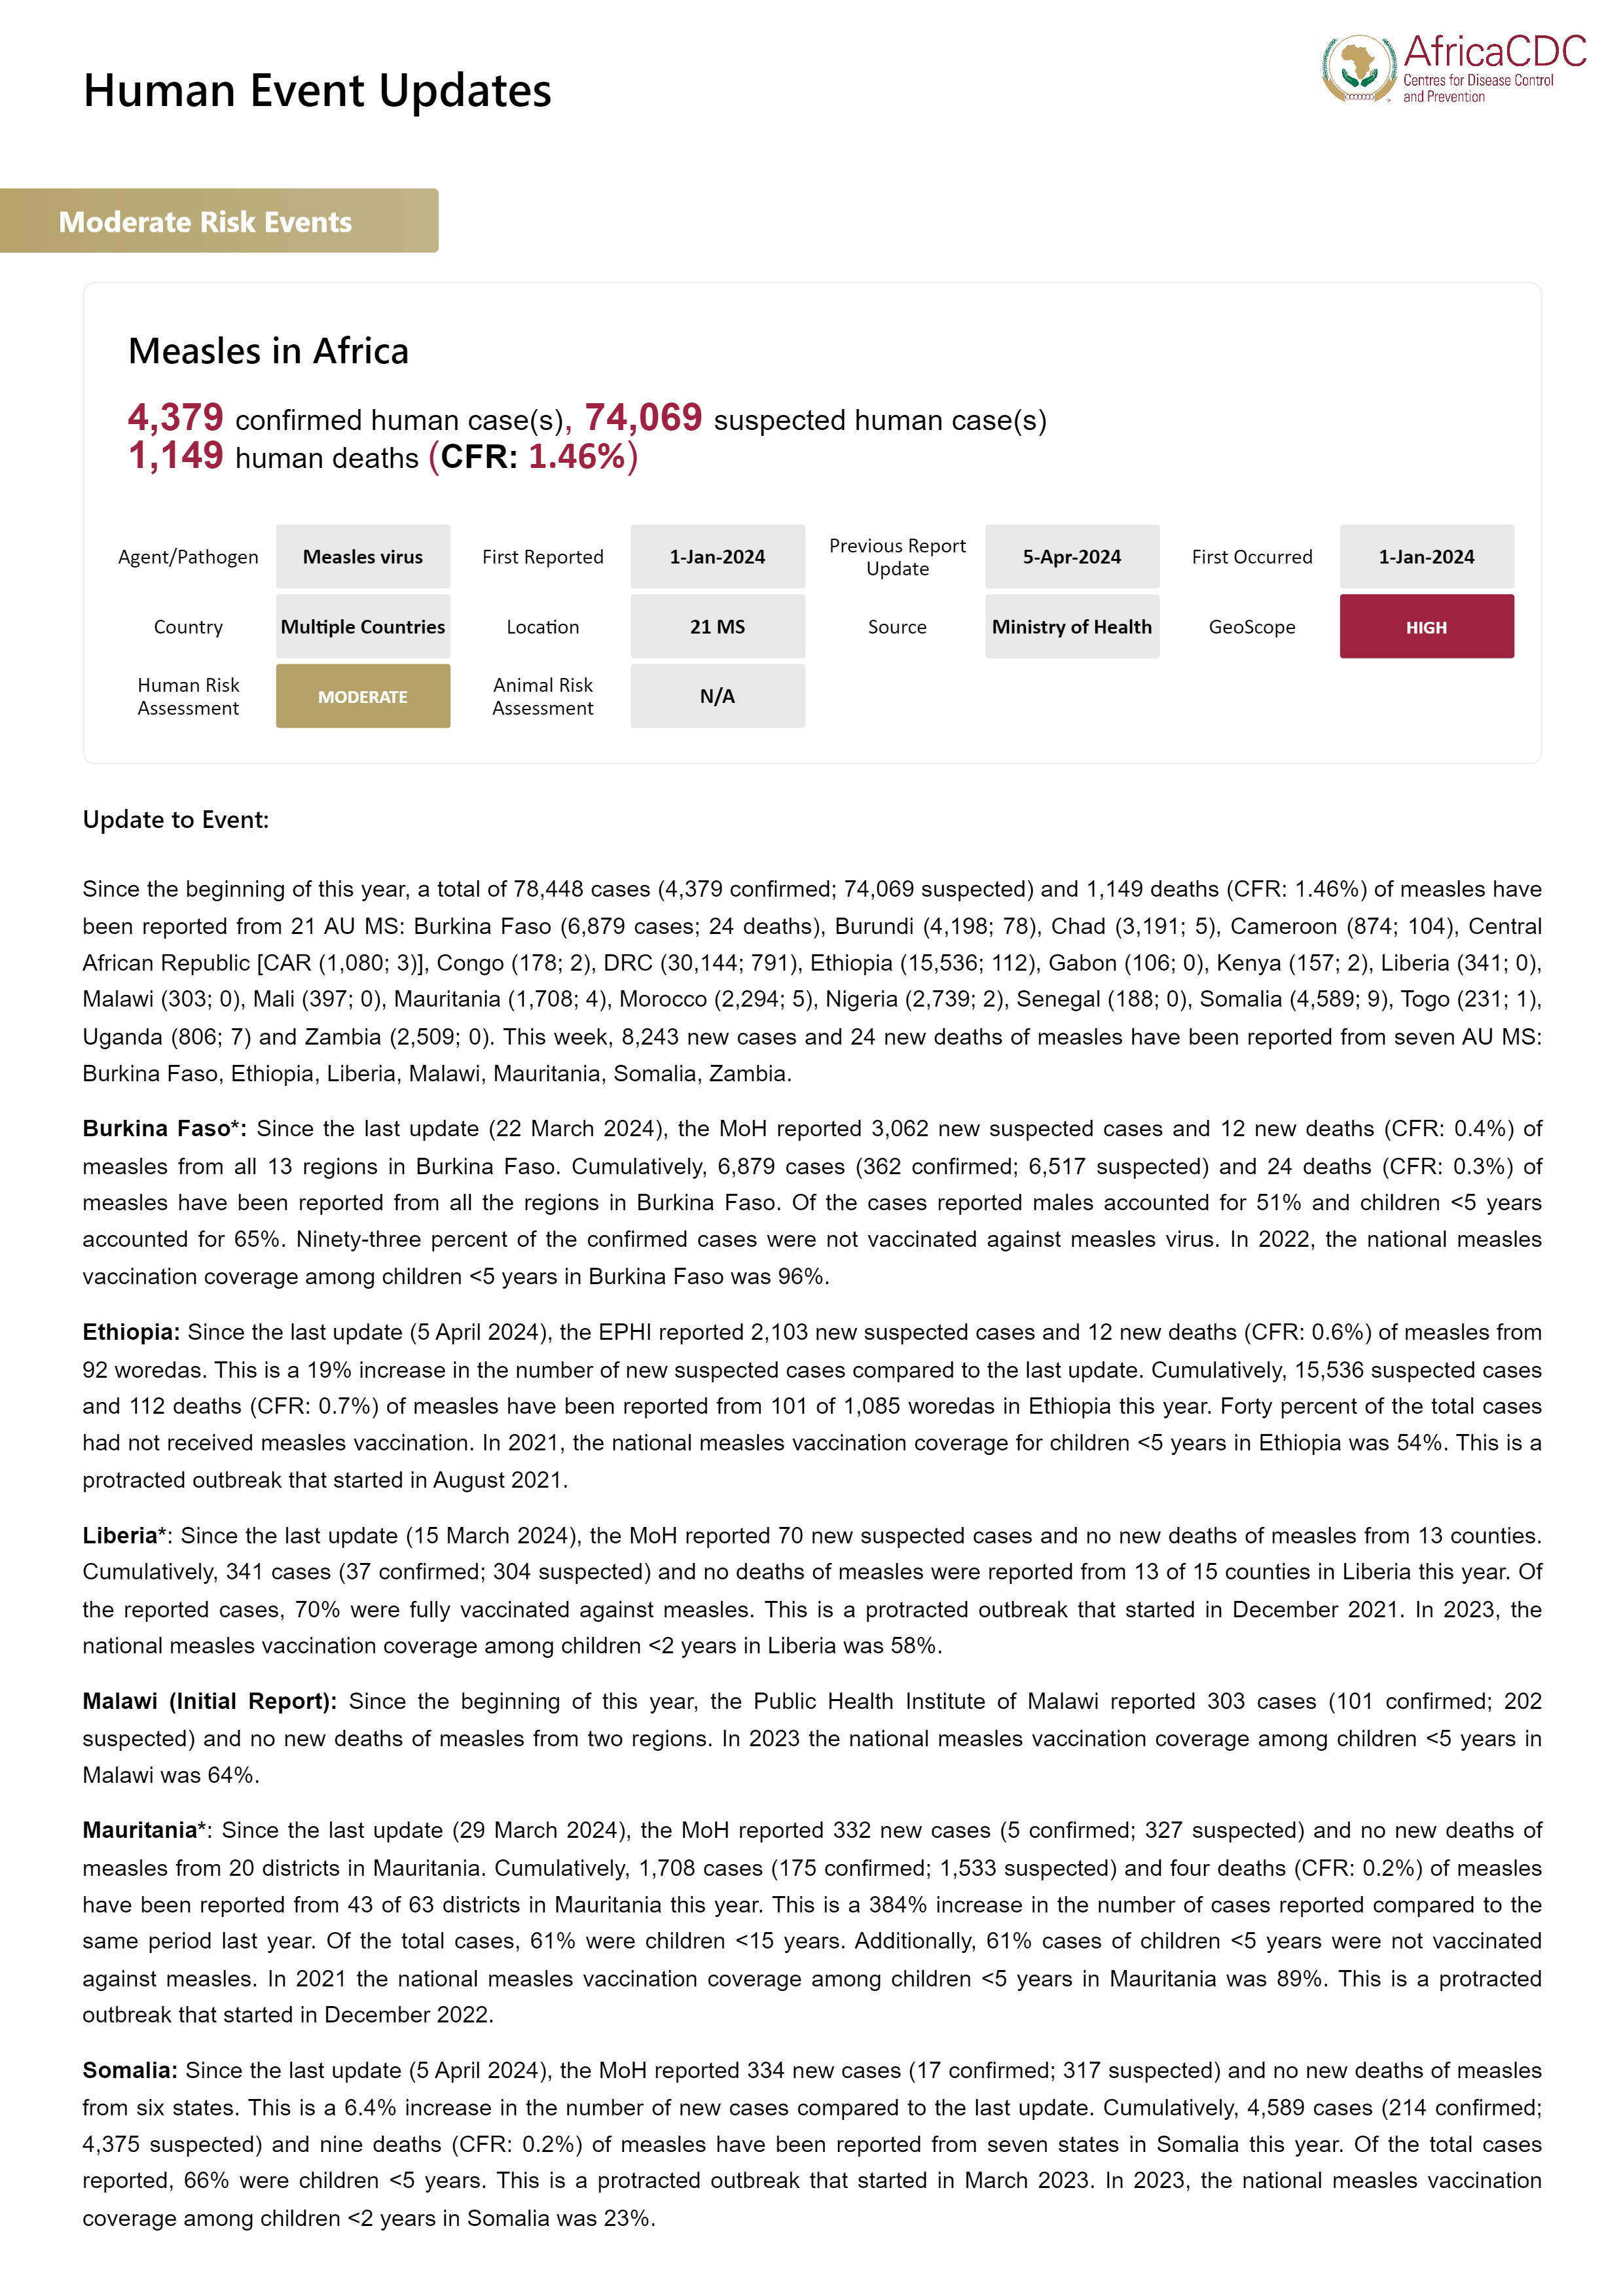 AfricaCDC
Centres for Disease Control
and Prevention
Human Event Updates
Moderate Risk Events
Measles in Africa
4,379 confirmed human case(s), 74,069 suspected human case(s)
1,149 human deaths (CFR: 1.46%)
Agent/Pathogen Measles virus First Reported 1-Jan-2024 Previous Report Update 5-Apr-2024 First Occurred 1-Jan-2024
Country Multiple Countries Location 21 MS Source Ministry of Health GeoScope HIGH
Human Risk Assessment MODERATE Animal Risk Assessment N/A
Update to Event:
Since the beginning of this year, a total of 78,448 cases (4,379 confirmed; 74,069 suspected) and 1,149 deaths (CFR: 1.46%) of measles have
been reported from 21 AU MS: Burkina Faso (6,879 cases; 24 deaths), Burundi (4,198; 78), Chad (3,191; 5), Cameroon (874; 104), Central
African Republic [CAR (1,080; 3)], Congo (178; 2), DRC (30,144; 791), Ethiopia (15,536; 112), Gabon (106; 0), Kenya (157; 2), Liberia (341; 0),
Malawi (303; 0), Mali (397; 0), Mauritania (1,708; 4), Morocco (2,294; 5), Nigeria (2,739; 2), Senegal (188; 0), Somalia (4,589; 9), Togo (231; 1),
Uganda (806; 7) and Zambia (2,509; 0). This week, 8,243 new cases and 24 new deaths of measles have been reported from seven AU MS:
Burkina Faso, Ethiopia, Liberia, Malawi, Mauritania, Somalia, Zambia.
Burkina Faso*: Since the last update (22 March 2024), the MoH reported 3,062 new suspected cases and 12 new deaths (CFR: 0.4%) of
measles from all 13 regions in Burkina Faso. Cumulatively, 6,879 cases (362 confirmed; 6,517 suspected) and 24 deaths (CFR: 0.3%) of
measles have been reported from all the regions in Burkina Faso. Of the cases reported males accounted for 51% and children <5 years
accounted for 65%. Ninety-three percent of the confirmed cases were not vaccinated against measles virus. In 2022, the national measles
vaccination coverage among children <5 years in Burkina Faso was 96%.
Ethiopia: Since the last update (5 April 2024), the EPHI reported 2,103 new suspected cases and 12 new deaths (CFR: 0.6%) of measles from
92 woredas. This is a 19% increase in the number of new suspected cases compared to the last update. Cumulatively, 15,536 suspected cases
and 112 deaths (CFR: 0.7%) of measles have been reported from 101 of 1,085 woredas in Ethiopia this year. Forty percent of the total cases
had not received measles vaccination. In 2021, the national measles vaccination coverage for children <5 years in Ethiopia was 54%. This is a
protracted outbreak that started in August 2021.
Liberia*: Since the last update (15 March 2024), the MoH reported 70 new suspected cases and no new deaths of measles from 13 counties.
Cumulatively, 341 cases (37 confirmed; 304 suspected) and no deaths of measles were reported from 13 of 15 counties in Liberia this year. Of
the reported cases, 70% were fully vaccinated against measles. This is a protracted outbreak that started in December 2021. In 2023, the
national measles vaccination coverage among children <2 years in Liberia was 58%.
Malawi (Initial Report): Since the beginning of this year, the Public Health Institute of Malawi reported 303 cases (101 confirmed; 202
suspected) and no new deaths of measles from two regions. In 2023 the national measles vaccination coverage among children <5 years in
Malawi was 64%.
Mauritania*: Since the last update (29 March 2024), the MoH reported 332 new cases (5 confirmed; 327 suspected) and no new deaths of
measles from 20 districts in Mauritania. Cumulatively, 1,708 cases (175 confirmed; 1,533 suspected) and four deaths (CFR: 0.2%) of measles
have been reported from 43 of 63 districts in Mauritania this year. This is a 384% increase in the number of cases reported compared to the
same period last year. Of the total cases, 61% were children <15 years. Additionally, 61% cases of children <5 years were not vaccinated
against measles. In 2021 the national measles vaccination coverage among children <5 years in Mauritania was 89%. This is a protracted
outbreak that started in December 2022.
Somalia: Since the last update (5 April 2024), the MoH reported 334 new cases (17 confirmed; 317 suspected) and no new deaths of measles
from six states. This is a 6.4% increase in the number of new cases compared to the last update. Cumulatively, 4,589 cases (214 confirmed;
4,375 suspected) and nine deaths (CFR: 0.2%) of measles have been reported from seven states in Somalia this year. Of the total cases
reported, 66% were children <5 years. This is a protracted outbreak that started in March 2023. In 2023, the national measles vaccination
coverage among children <2 years in Somalia was 23%.